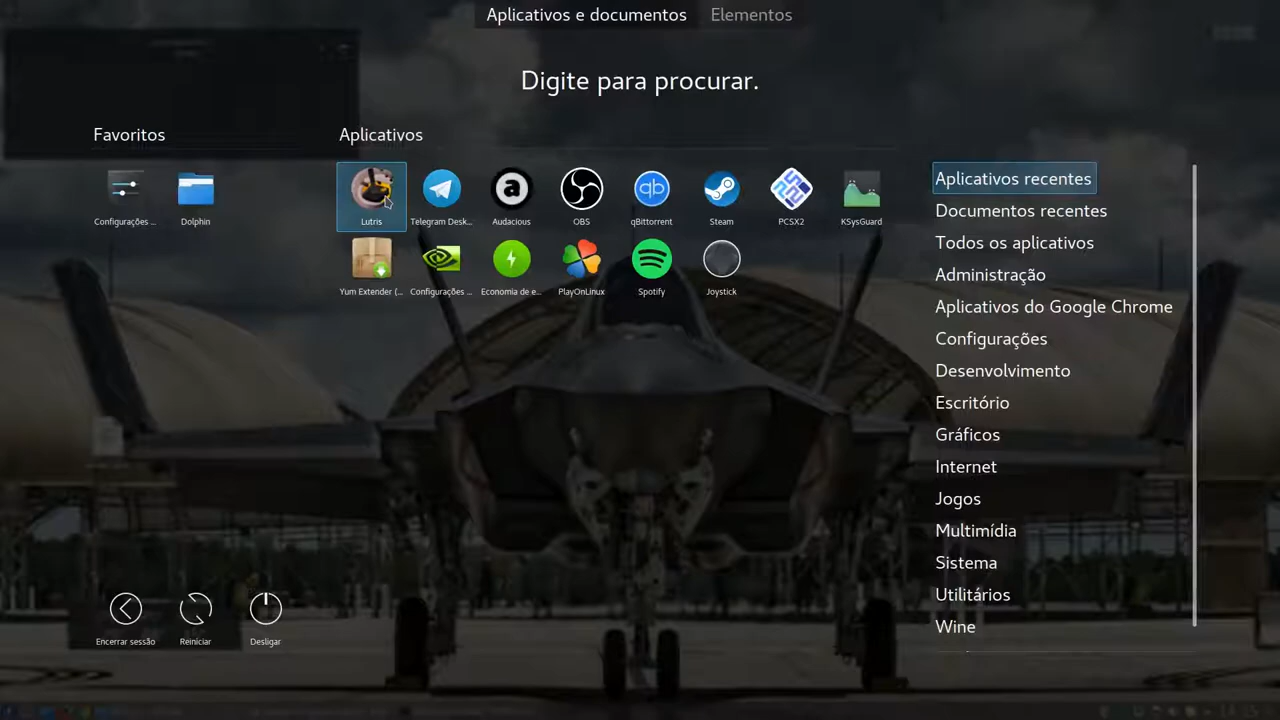 Aplicativos e documentos Elementos
Digite para procurar.
Favoritos
Configurações ...
Dolphin
Aplicativos
Lutris
Telegram Desk...
Audacious
OBS
qBittorrent
Steam
PCSX2
KSysGuard
Yum Extender (...
Configurações ...
Economia de e...
PlayOnLinux
Spotify
Joystick
Aplicativos recentes
Documentos recentes
Todos os aplicativos
Administração
Aplicativos do Google Chrome
Configurações
Desenvolvimento
Escritório
Gráficos
Internet
Jogos
Multimídia
Sistema
Utilitários
Wine
Encerrar sessão
Reiniciar
Desligar